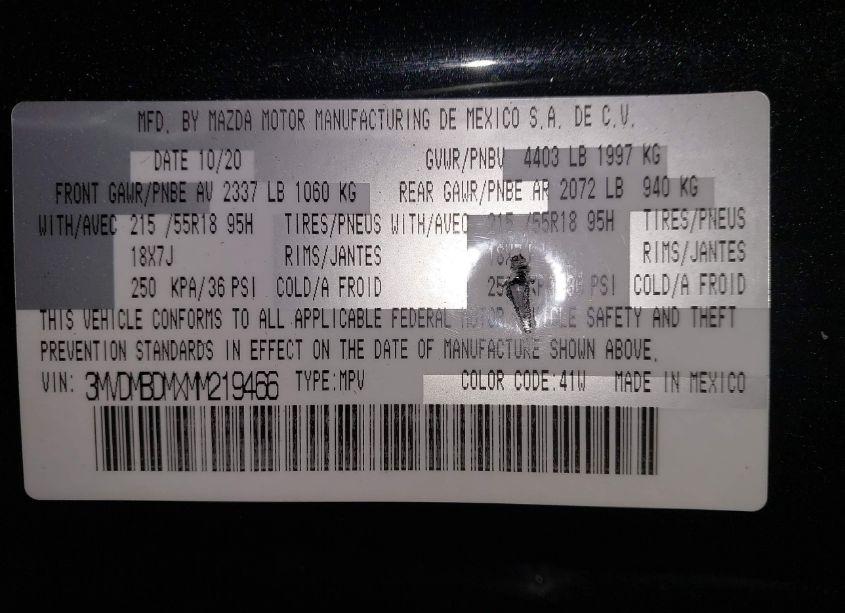 MFD. BY MAZDA MOTOR MANUFACTURING DE MEXICO S.A. DE C.V.
DATE 10/20 GVWR/PNBV 4403 LB 1997 KG
FRONT GAWR/PNBE AV 2337 LB 1060 KG REAR GAWR/PNBE AR 2072 LB 940 KG
WITH/AVEC 215 /55R18 95H TIRES/PNEUS WITH/AVEC 215 /55R18 95H TIRES/PNEUS
18X7J RIMS/JANTES RIMS/JANTES
250 KPA/36 PSI COLD/A FROID PSI COLD/A FROID
THIS VEHICLE CONFORMS TO ALL APPLICABLE FEDERAL MOTOR SAFETY AND THEFT
PREVENTION STANDARDS IN EFFECT ON THE DATE OF MANUFACTURE SHOWN ABOVE.
VIN: 3MVDMBDMXMM219466 TYPE:MPV COLOR CODE:41W MADE IN MEXICO